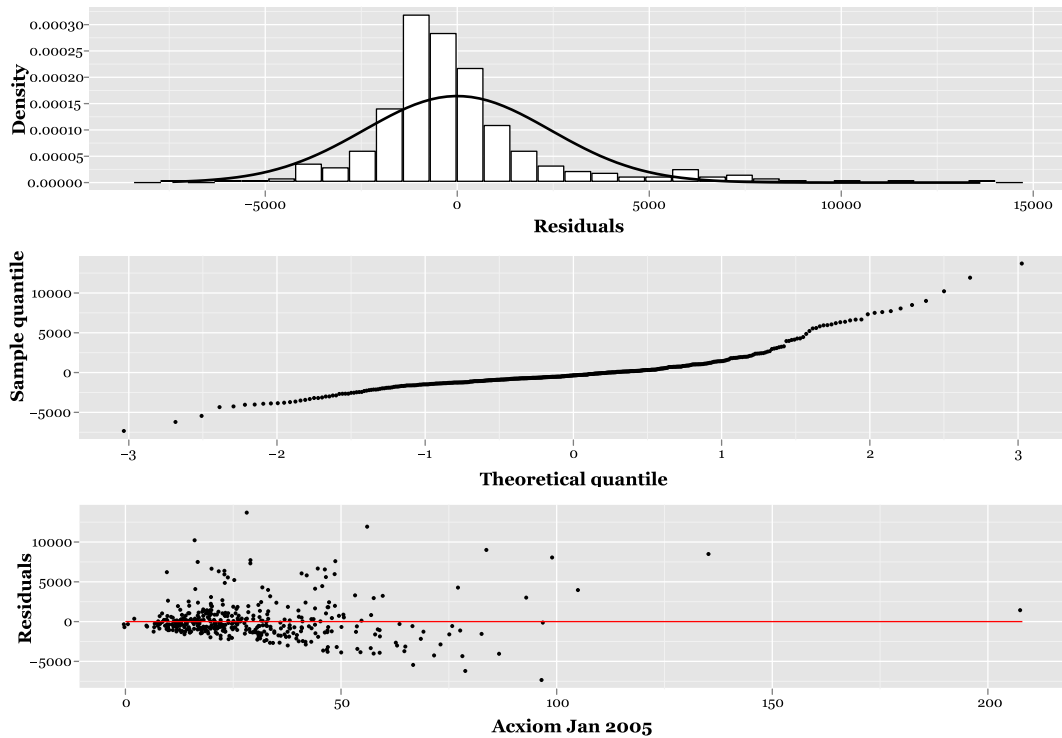 Density
0.00030
0.00025
0.00020
0.00015
0.00010
0.00005
0.00000
−5000 0 5000 10000 15000
Residuals
Sample quantile
10000
5000
0
−5000
−3 −2 −1 0 1 2 3
Theoretical quantile
Residuals
10000
5000
0
−5000
0 50 100 150 200
Acxiom Jan 2005